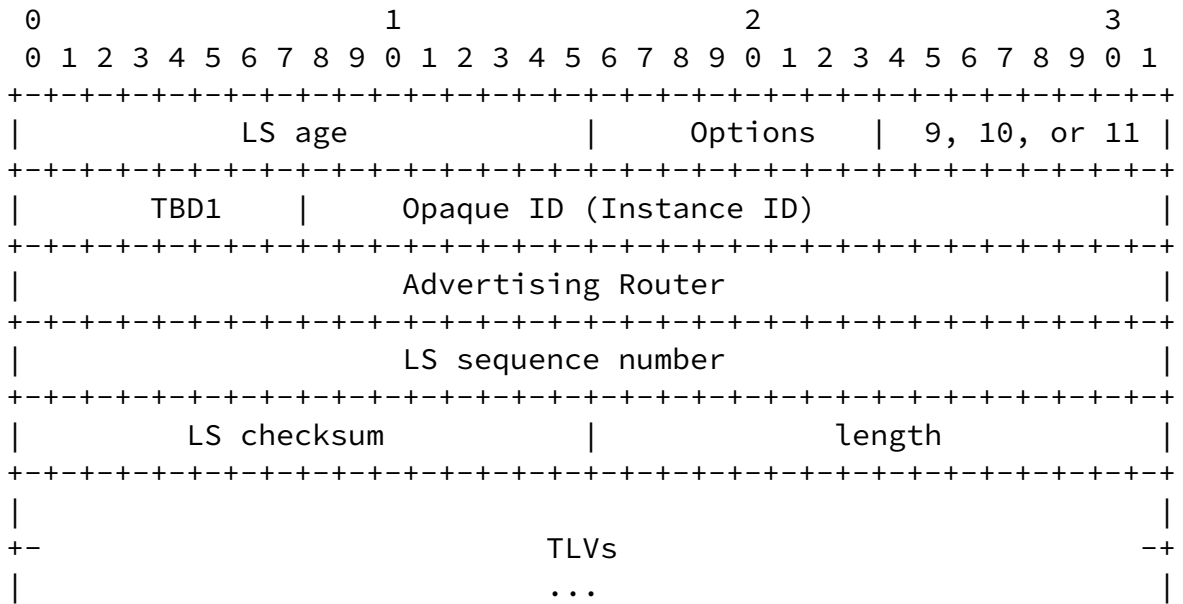 0                   1                   2                   3
 0 1 2 3 4 5 6 7 8 9 0 1 2 3 4 5 6 7 8 9 0 1 2 3 4 5 6 7 8 9 0 1
+-+-+-+-+-+-+-+-+-+-+-+-+-+-+-+-+-+-+-+-+-+-+-+-+-+-+-+-+-+-+-+-+
|            LS age             |     Options   |  9, 10, or 11 |
+-+-+-+-+-+-+-+-+-+-+-+-+-+-+-+-+-+-+-+-+-+-+-+-+-+-+-+-+-+-+-+-+
|       TBD1    |     Opaque ID (Instance ID)                   |
+-+-+-+-+-+-+-+-+-+-+-+-+-+-+-+-+-+-+-+-+-+-+-+-+-+-+-+-+-+-+-+-+
|                     Advertising Router                        |
+-+-+-+-+-+-+-+-+-+-+-+-+-+-+-+-+-+-+-+-+-+-+-+-+-+-+-+-+-+-+-+-+
|                     LS sequence number                        |
+-+-+-+-+-+-+-+-+-+-+-+-+-+-+-+-+-+-+-+-+-+-+-+-+-+-+-+-+-+-+-+-+
|         LS checksum           |             length            |
+-+-+-+-+-+-+-+-+-+-+-+-+-+-+-+-+-+-+-+-+-+-+-+-+-+-+-+-+-+-+-+-+
|                                                               |
+-                            TLVs                             -+
|                             ...                               |